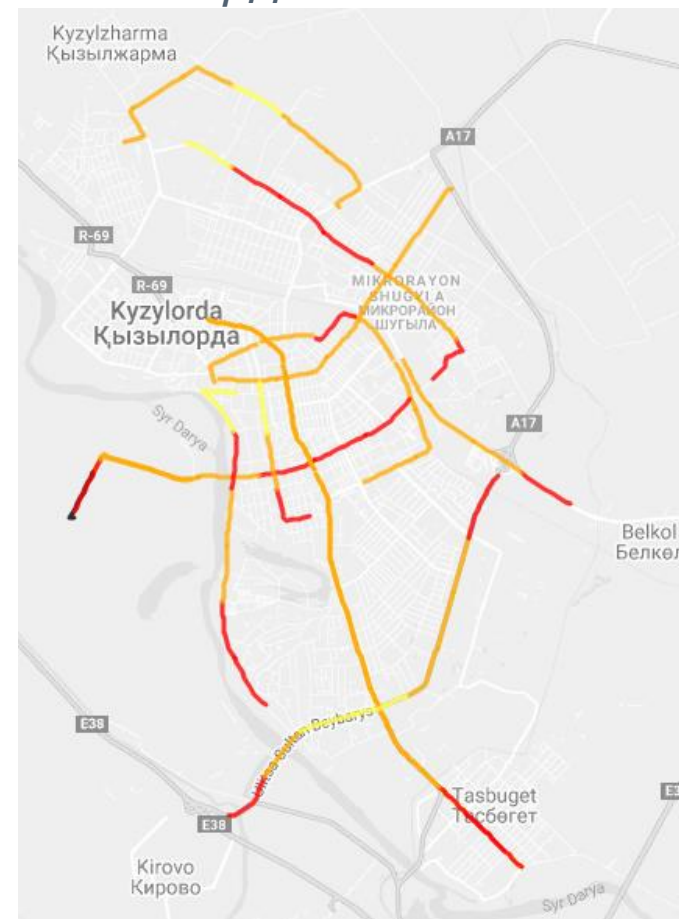 Kyzylzharma
Қызылжарма
A17
R-69
R-69
MIKRORAYON
SHUGYLA
МИКРОРАЙОН
ШУГЫЛА
Kyzylorda
Қызылорда
Syr Darya
A17
Belkol
Белкөл
Ulitsa Sultan Beybarys
E38
Tasbuget
Тасбөгет
E38
Kirovo
Кирово
Syr Darya